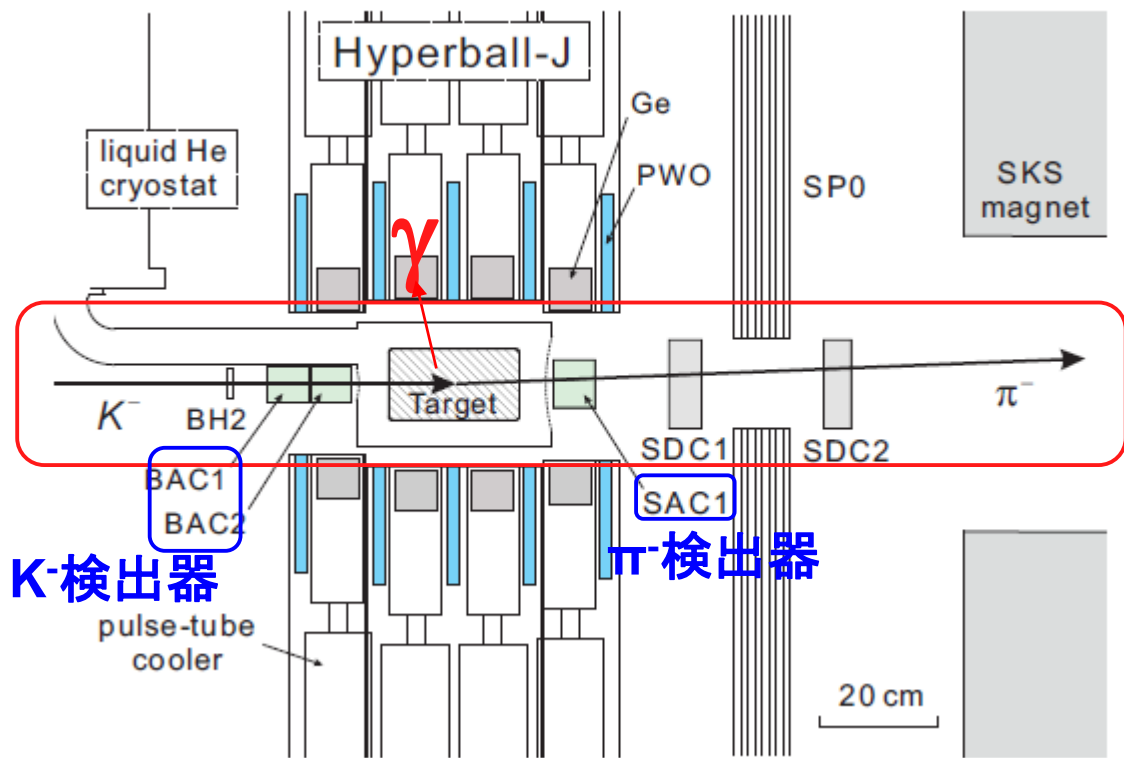 Hyperball-J
Ge
liquid He
cryostat
PWO
SP0
SKS
magnet
γ
K⁻
BH2
Target
π⁻
SDC1
SDC2
BAC1
BAC2
SAC1
K⁻検出器
π⁻検出器
pulse-tube
cooler
20 cm